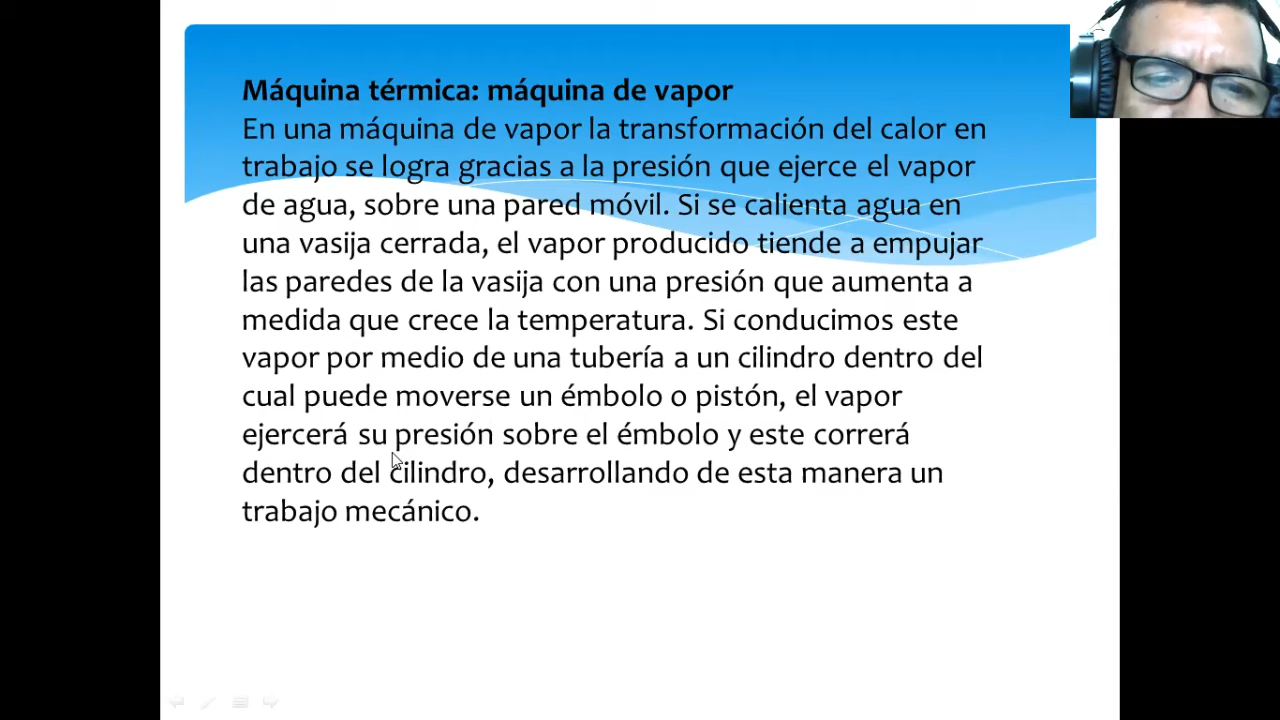 Máquina térmica: máquina de vapor
En una máquina de vapor la transformación del calor en
trabajo se logra gracias a la presión que ejerce el vapor
de agua, sobre una pared móvil. Si se calienta agua en
una vasija cerrada, el vapor producido tiende a empujar
las paredes de la vasija con una presión que aumenta a
medida que crece la temperatura. Si conducimos este
vapor por medio de una tubería a un cilindro dentro del
cual puede moverse un émbolo o pistón, el vapor
ejercerá su presión sobre el émbolo y este correrá
dentro del cilindro, desarrollando de esta manera un
trabajo mecánico.